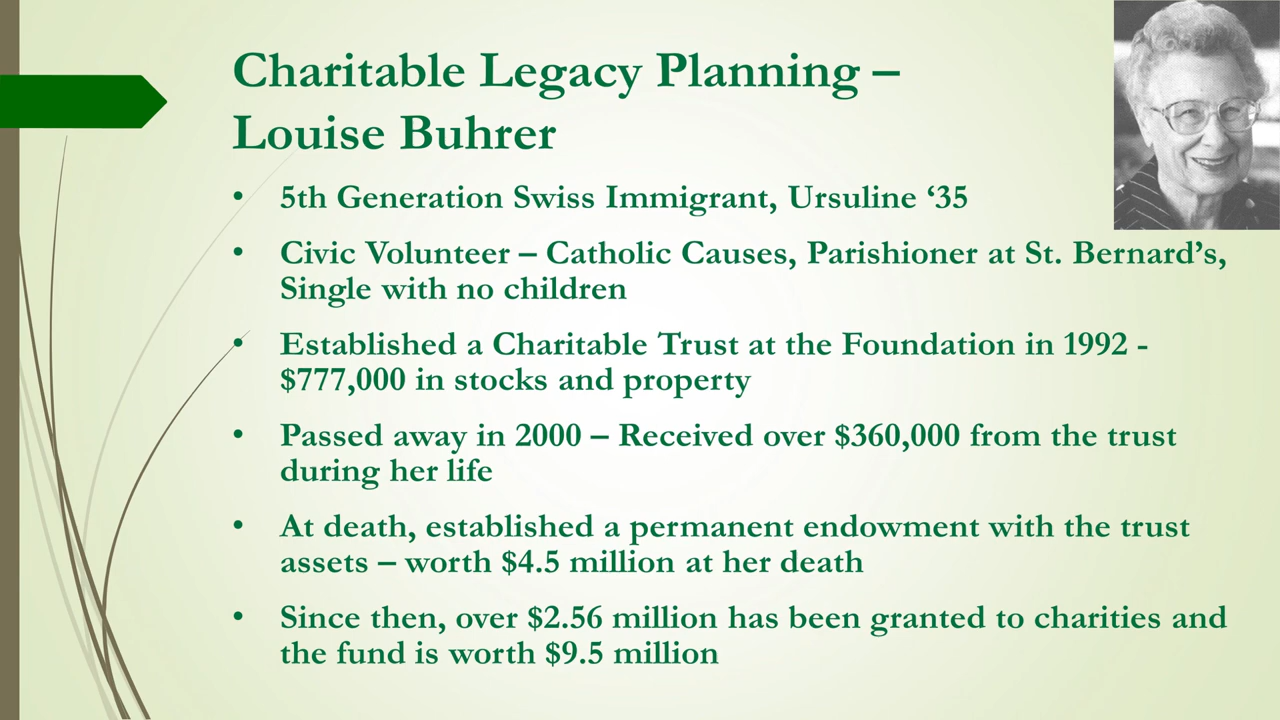 Charitable Legacy Planning –
Louise Buhrer
• 5th Generation Swiss Immigrant, Ursuline ‘35
• Civic Volunteer – Catholic Causes, Parishioner at St. Bernard’s,
Single with no children
• Established a Charitable Trust at the Foundation in 1992 -
$777,000 in stocks and property
• Passed away in 2000 – Received over $360,000 from the trust
during her life
• At death, established a permanent endowment with the trust
assets – worth $4.5 million at her death
• Since then, over $2.56 million has been granted to charities and
the fund is worth $9.5 million